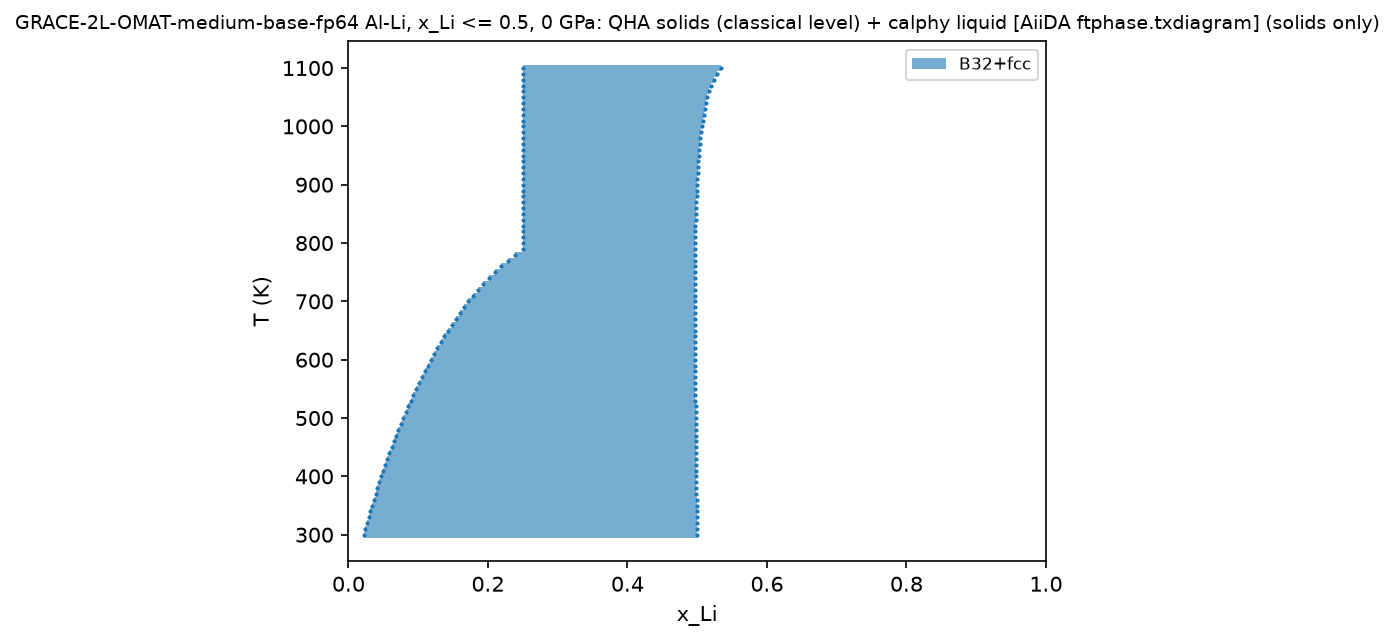 GRACE-2L-OMAT-medium-base-fp64 Al-Li, x_Li <= 0.5, 0 GPa: QHA solids (classical level) + calphy liquid [AiiDA ftphase.txdiagram] (solids only)
B32+fcc
1100
1000
900
800
700
600
500
400
300
T (K)
0.0 0.2 0.4 0.6 0.8 1.0
x_Li